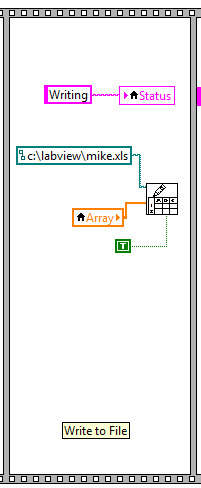 Writing
Status
c:\labview\mike.xls
Array
T
Write to File